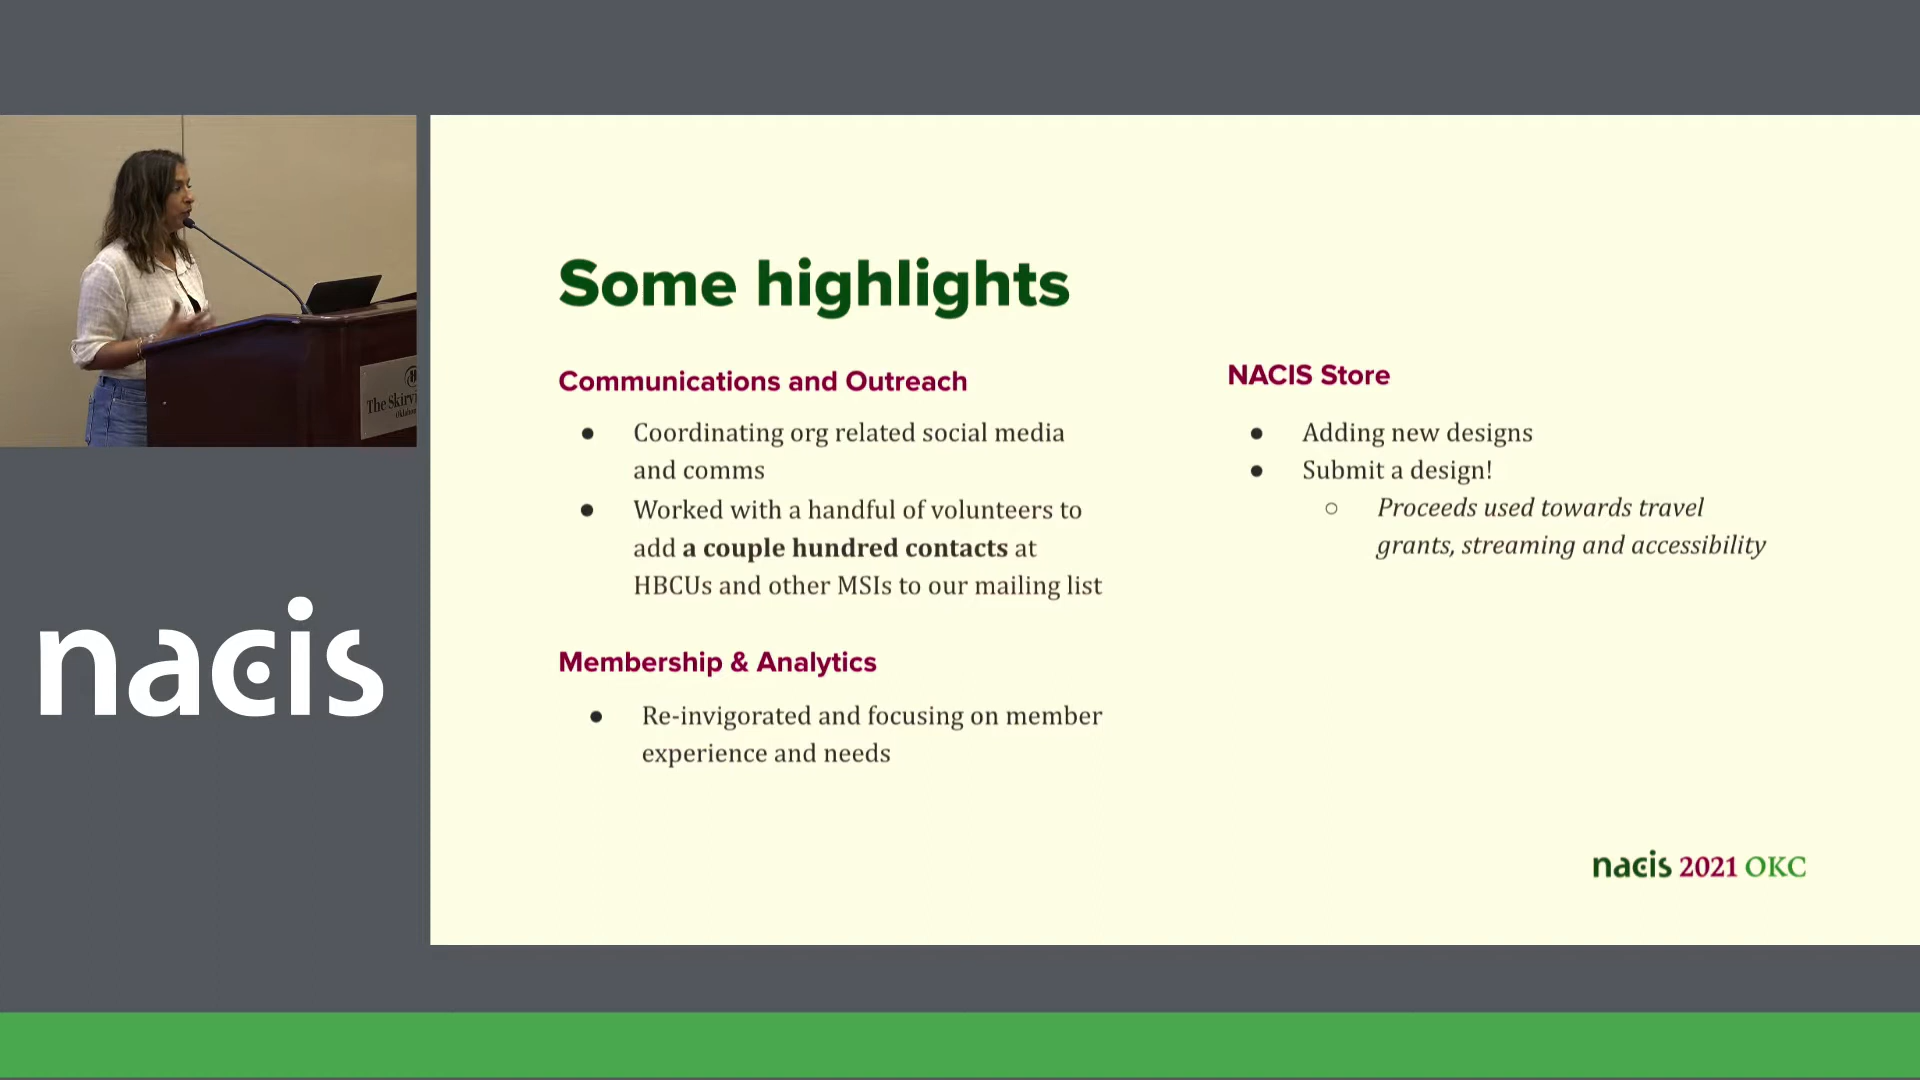 Some highlights
Communications and Outreach
● Coordinating org related social media
and comms
● Worked with a handful of volunteers to
add a couple hundred contacts at
HBCUs and other MSIs to our mailing list
Membership & Analytics
● Re-invigorated and focusing on member
experience and needs
NACIS Store
● Adding new designs
● Submit a design!
○ Proceeds used towards travel
grants, streaming and accessibility
nacis 2021 OKC
nacis
The Skirvi